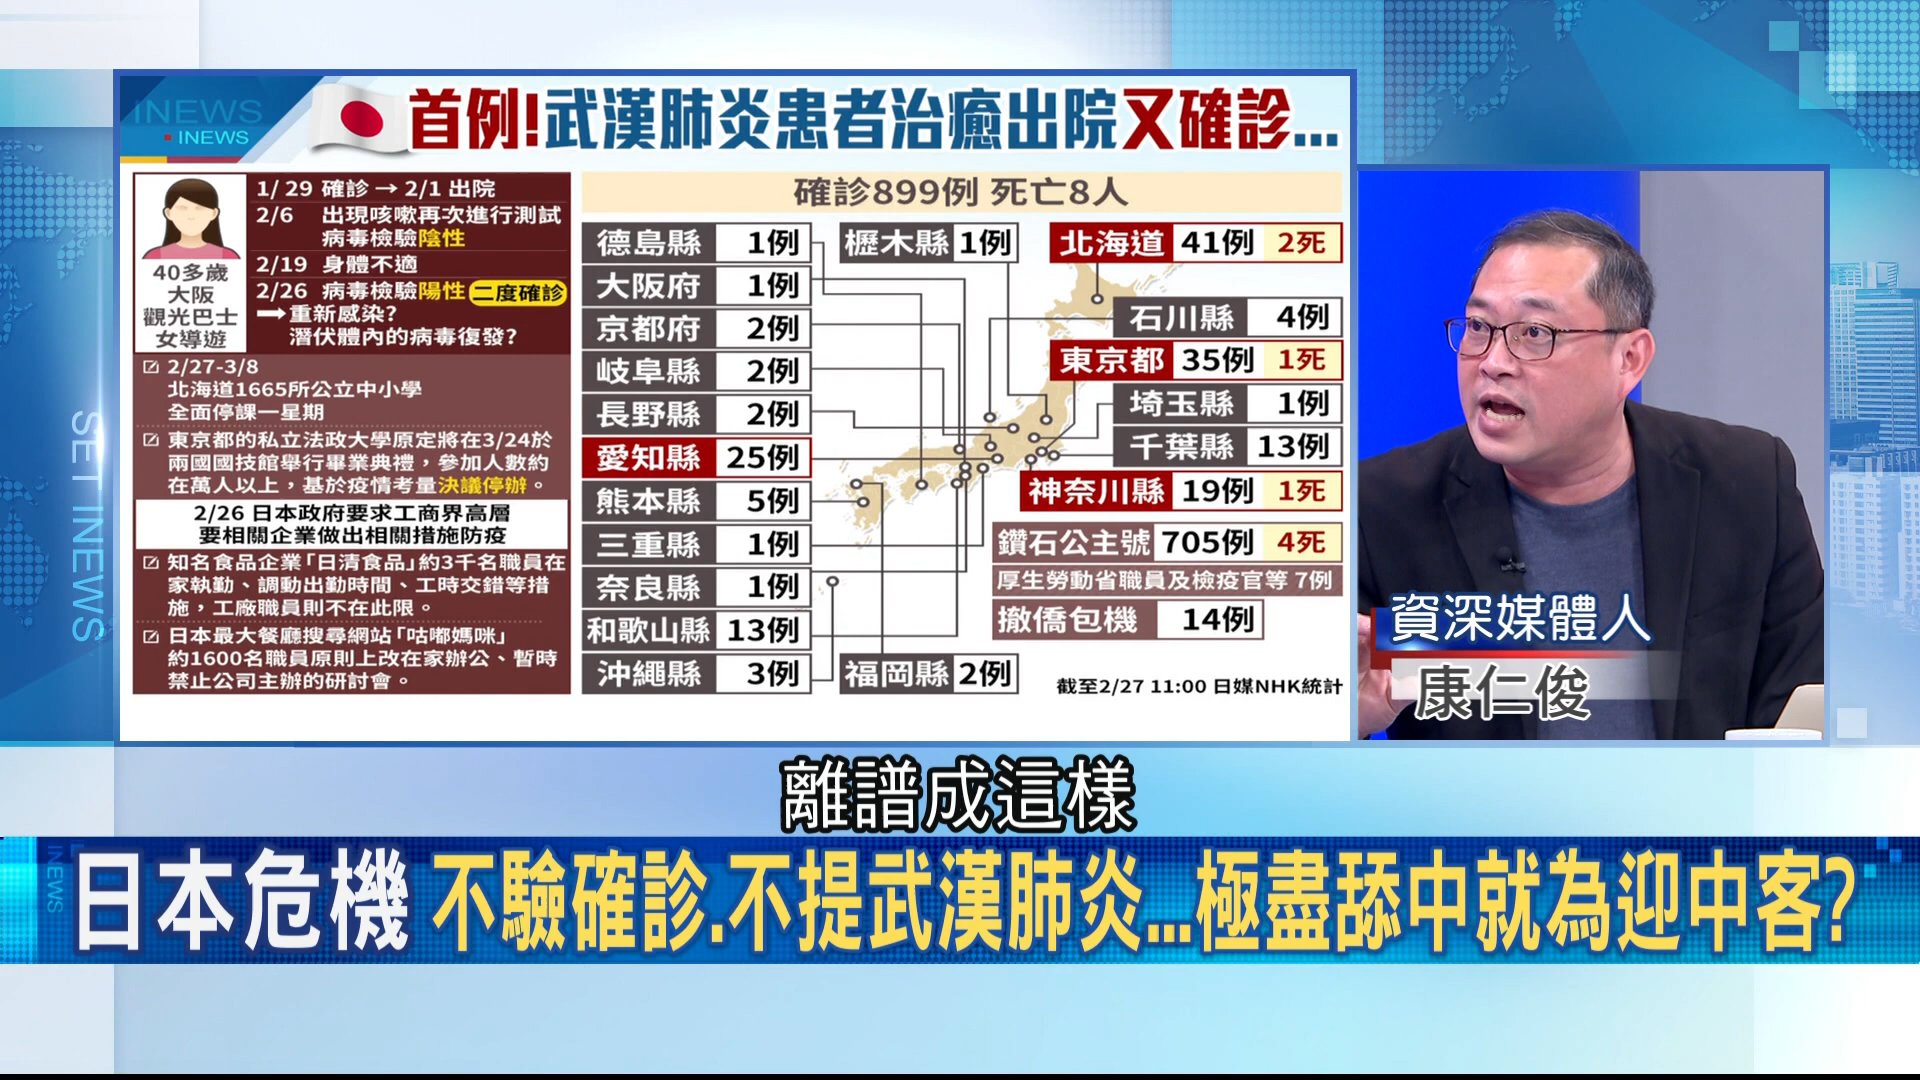 iNEWS
iNEWS
首例!武漢肺炎患者治癒出院又確診...
40多歲
大阪
觀光巴士
女導遊
1/29 確診→2/1 出院
2/6 出現咳嗽再次進行測試
病毒檢驗陰性
2/19 身體不適
2/26 病毒檢驗陽性 二度確診
➡重新感染?
潛伏體內的病毒復發?
2/27-3/8
北海道1665所公立中小學
全面停課一星期
東京都的私立法政大學原定將在3/24於
兩國國技館舉行畢業典禮，參加人數約
在萬人以上，基於疫情考量決議停辦。
2/26 日本政府要求工商界高層
要相關企業做出相關措施防疫
知名食品企業「日清食品」約3千名職員在
家執勤、調動出勤時間、工時交錯等措
施，工廠職員則不在此限。
日本最大餐廳搜尋網站「咕嘟媽咪」
約1600名職員原則上改在家辦公、暫時
禁止公司主辦的研討會。
確診899例 死亡8人
德島縣 1例
大阪府 1例
京都府 2例
岐阜縣 2例
長野縣 2例
愛知縣 25例
熊本縣 5例
三重縣 1例
奈良縣 1例
和歌山縣 13例
沖繩縣 3例
櫪木縣 1例
福岡縣 2例
北海道 41例 2死
石川縣 4例
東京都 35例 1死
埼玉縣 1例
千葉縣 13例
神奈川縣 19例 1死
鑽石公主號 705例 4死
厚生勞動省職員及檢疫官等 7例
撤僑包機 14例
截至2/27 11:00 日媒NHK統計
資深媒體人
康仁俊
SET iNEWS
離譜成這樣
iNEWS
日本危機 不驗確診.不提武漢肺炎...極盡舔中就為迎中客?